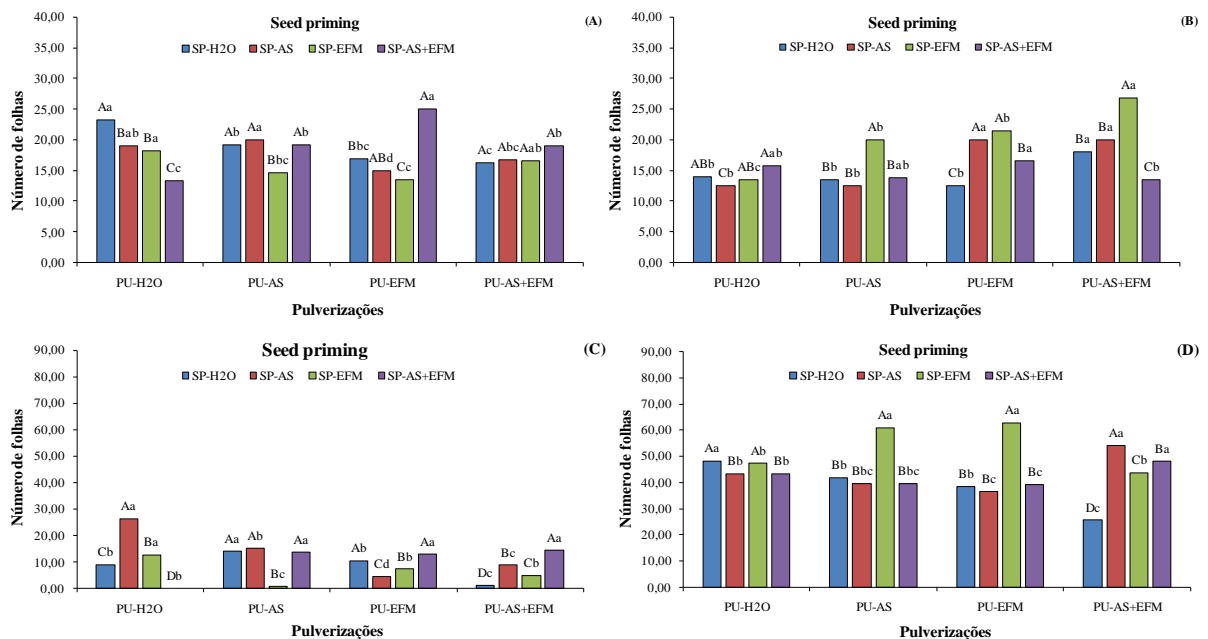 Seed priming (A)
SP-H2O SP-AS SP-EFM SP-AS+EFM
Número de folhas
40,00
35,00
30,00
25,00
20,00
15,00
10,00
5,00
0,00
Aa Bab Ba Cc
Ab Aa Bbc Ab
Bbc ABd Cc Aa
Ac Abc Aab Ab
PU-H2O PU-AS PU-EFM PU-AS+EFM
Pulverizações
Seed priming (B)
SP-H2O SP-AS SP-EFM SP-AS+EFM
Número de folhas
40,00
35,00
30,00
25,00
20,00
15,00
10,00
5,00
0,00
ABb Cb ABc Aab
Bb Bb Ab Bab
Cb Aa Ab Ba
Ba Ba Aa Cb
PU-H2O PU-AS PU-EFM PU-AS+EFM
Pulverizações
Seed priming (C)
SP-H2O SP-AS SP-EFM SP-AS+EFM
Número de folhas
90,00
80,00
70,00
60,00
50,00
40,00
30,00
20,00
10,00
0,00
Cb Aa Ba Db
Aa Ab Bc Aa
Ab Cd Bb Aa
Dc Bc Cb Aa
PU-H2O PU-AS PU-EFM PU-AS+EFM
Pulverizações
Seed priming (D)
SP-H2O SP-AS SP-EFM SP-AS+EFM
Número de folhas
90,00
80,00
70,00
60,00
50,00
40,00
30,00
20,00
10,00
0,00
Aa Bb Ab Bb
Bb Bbc Aa Bbc
Bb Bc Aa Bc
Dc Aa Cb Ba
PU-H2O PU-AS PU-EFM PU-AS+EFM
Pulverizações